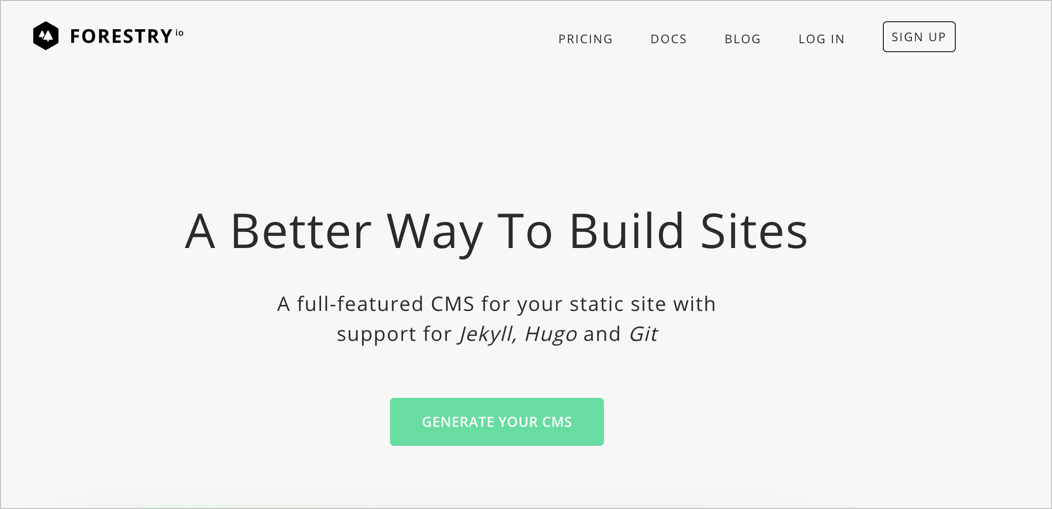 FORESTRY io
PRICING DOCS BLOG LOG IN SIGN UP
A Better Way To Build Sites
A full-featured CMS for your static site with
support for Jekyll, Hugo and Git
GENERATE YOUR CMS